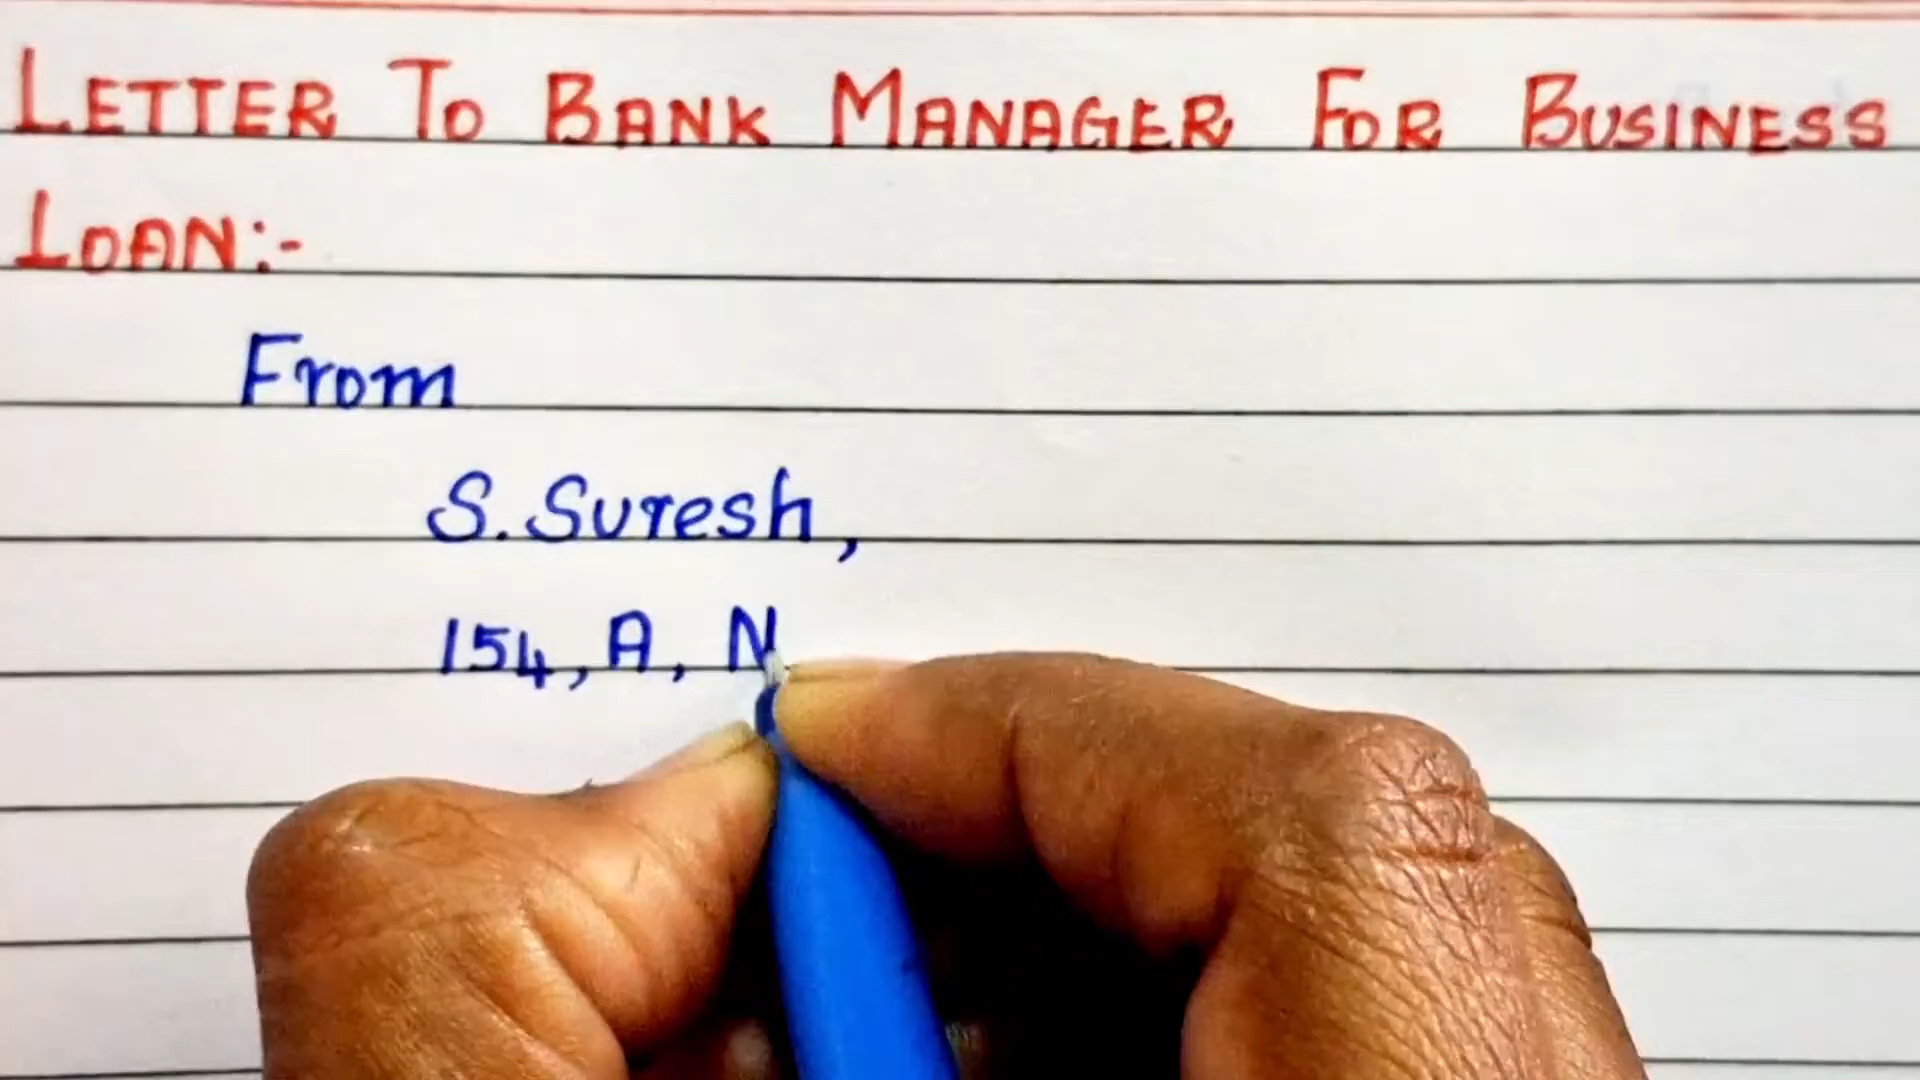 LETTER TO BANK MANAGER FOR BUSINESS
LOAN:-
From
S. Suresh,
154, A, N